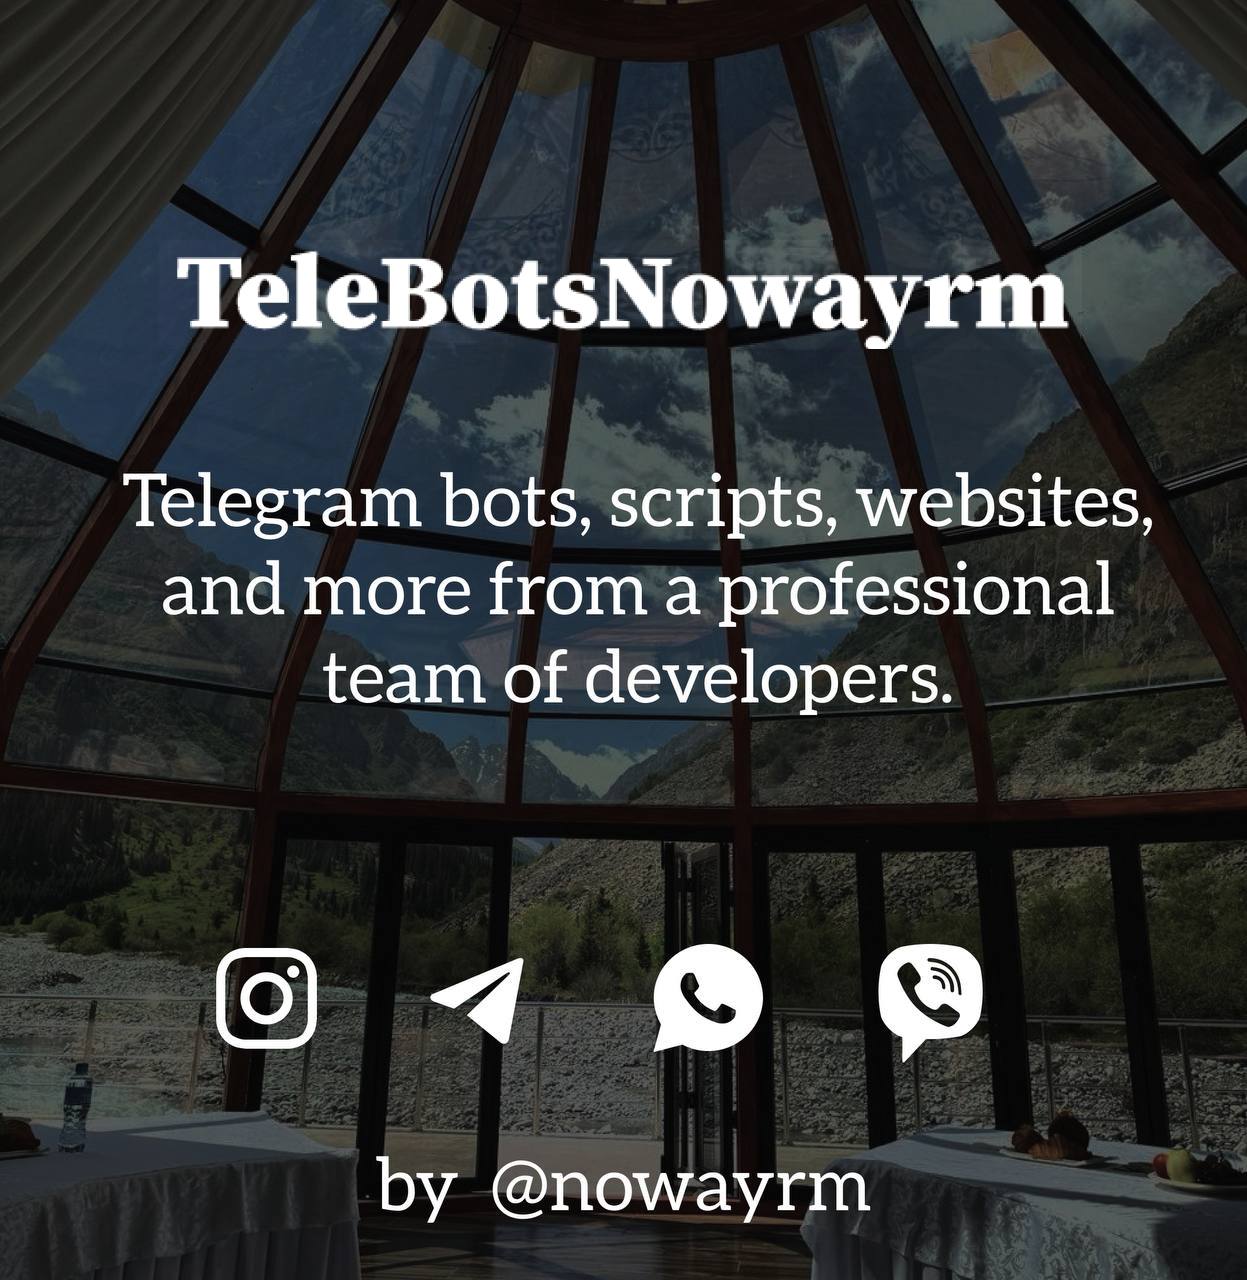 TeleBotsNowayrm
Telegram bots, scripts, websites,
and more from a professional
team of developers.
by @nowayrm